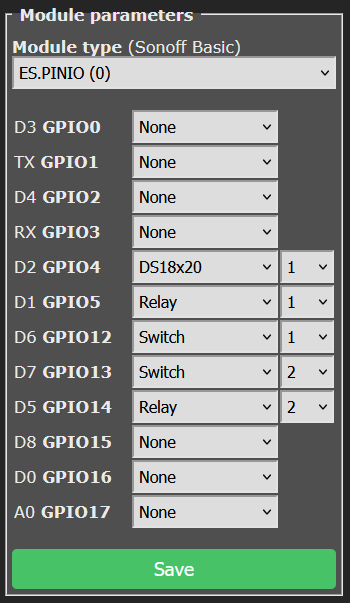 Module parameters
Module type (Sonoff Basic)
ES.PINIO (0)
D3 GPIO0 None
TX GPIO1 None
D4 GPIO2 None
RX GPIO3 None
D2 GPIO4 DS18x20 1
D1 GPIO5 Relay 1
D6 GPIO12 Switch 1
D7 GPIO13 Switch 2
D5 GPIO14 Relay 2
D8 GPIO15 None
D0 GPIO16 None
A0 GPIO17 None
Save